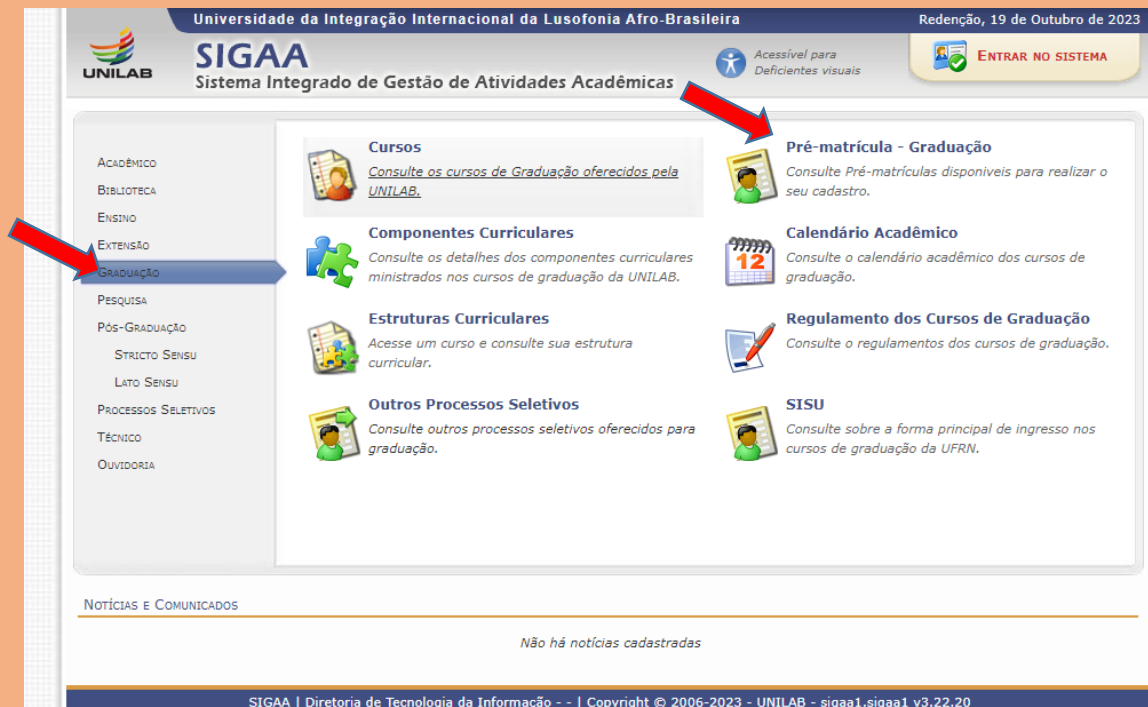 Universidade da Integração Internacional da Lusofonia Afro-Brasileira
Redenção, 19 de Outubro de 2023
UNILAB
SIGAA
Sistema Integrado de Gestão de Atividades Acadêmicas
Acessível para
Deficientes visuais
ENTRAR NO SISTEMA
ACADÊMICO
BIBLIOTECA
ENSINO
EXTENSÃO
GRADUAÇÃO
PESQUISA
PÓS-GRADUAÇÃO
STRICTO SENSU
LATO SENSU
PROCESSOS SELETIVOS
TÉCNICO
OUVIDORIA
Cursos
Consulte os cursos de Graduação oferecidos pela
UNILAB.
Pré-matrícula - Graduação
Consulte Pré-matrículas disponiveis para realizar o
seu cadastro.
Componentes Curriculares
Consulte os detalhes dos componentes curriculares
ministrados nos cursos de graduação da UNILAB.
12
Calendário Acadêmico
Consulte o calendário acadêmico dos cursos de
graduação.
Estruturas Curriculares
Acesse um curso e consulte sua estrutura
curricular.
Regulamento dos Cursos de Graduação
Consulte o regulamentos dos cursos de graduação.
Outros Processos Seletivos
Consulte outros processos seletivos oferecidos para
graduação.
SISU
Consulte sobre a forma principal de ingresso nos
cursos de graduação da UFRN.
NOTÍCIAS E COMUNICADOS
Não há notícias cadastradas
SIGAA | Diretoria de Tecnologia da Informação - - | Copyright © 2006-2023 - UNILAB - sigaa1.sigaa1 v3.22.20